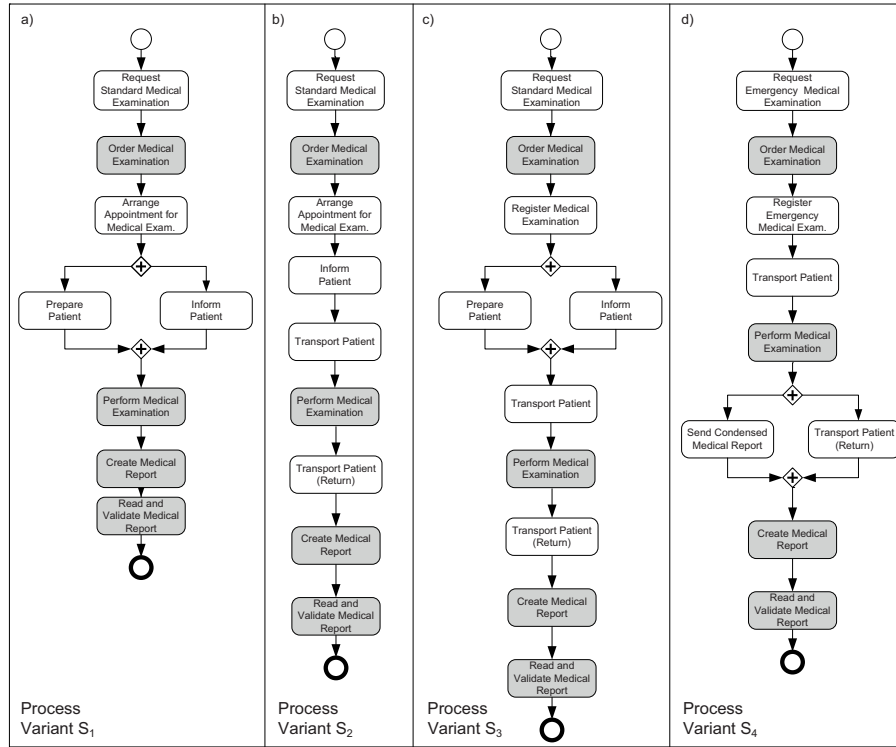 a)
Request
Standard Medical
Examination
Order Medical
Examination
Arrange
Appointment for
Medical Exam.
Prepare
Patient
Inform
Patient
Perform Medical
Examination
Create Medical
Report
Read and
Validate Medical
Report
Process
Variant S1
b)
Request
Standard Medical
Examination
Order Medical
Examination
Arrange
Appointment for
Medical Exam.
Inform
Patient
Transport Patient
Perform Medical
Examination
Transport Patient
(Return)
Create Medical
Report
Read and
Validate Medical
Report
Process
Variant S2
c)
Request
Standard Medical
Examination
Order Medical
Examination
Register Medical
Examination
Prepare
Patient
Inform
Patient
Transport Patient
Perform Medical
Examination
Transport Patient
(Return)
Create Medical
Report
Read and
Validate Medical
Report
Process
Variant S3
d)
Request
Emergency Medical
Examination
Order Medical
Examination
Register
Emergency
Medical Exam.
Transport Patient
Perform Medical
Examination
Send Condensed
Medical Report
Transport Patient
(Return)
Create Medical
Report
Read and
Validate Medical
Report
Process
Variant S4